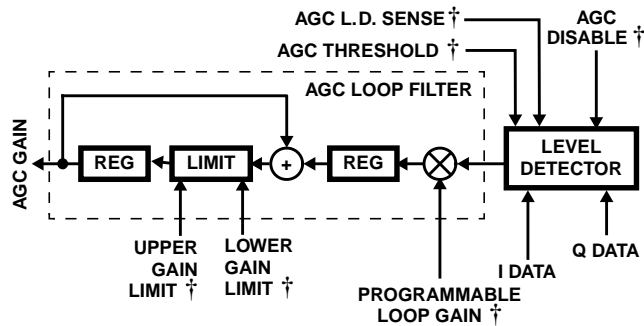 AGC L.D. SENSE †
AGC
DISABLE †
AGC THRESHOLD †
AGC LOOP FILTER
AGC GAIN
REG
LIMIT
+
REG
LEVEL
DETECTOR
UPPER
GAIN
LIMIT †
LOWER
GAIN
LIMIT †
PROGRAMMABLE
LOOP GAIN †
I DATA
Q DATA